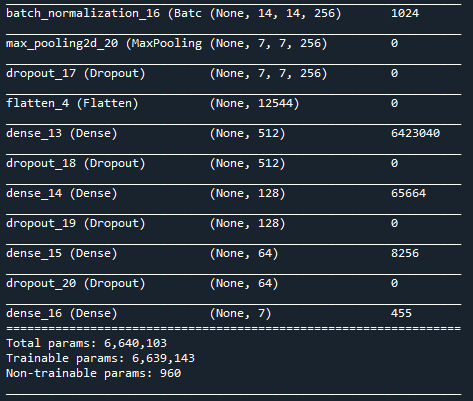 batch_normalization_16 (Batc (None, 14, 14, 256) 1024
max_pooling2d_20 (MaxPooling (None, 7, 7, 256) 0
dropout_17 (Dropout) (None, 7, 7, 256) 0
flatten_4 (Flatten) (None, 12544) 0
dense_13 (Dense) (None, 512) 6423040
dropout_18 (Dropout) (None, 512) 0
dense_14 (Dense) (None, 128) 65664
dropout_19 (Dropout) (None, 128) 0
dense_15 (Dense) (None, 64) 8256
dropout_20 (Dropout) (None, 64) 0
dense_16 (Dense) (None, 7) 455
Total params: 6,640,103
Trainable params: 6,639,143
Non-trainable params: 960